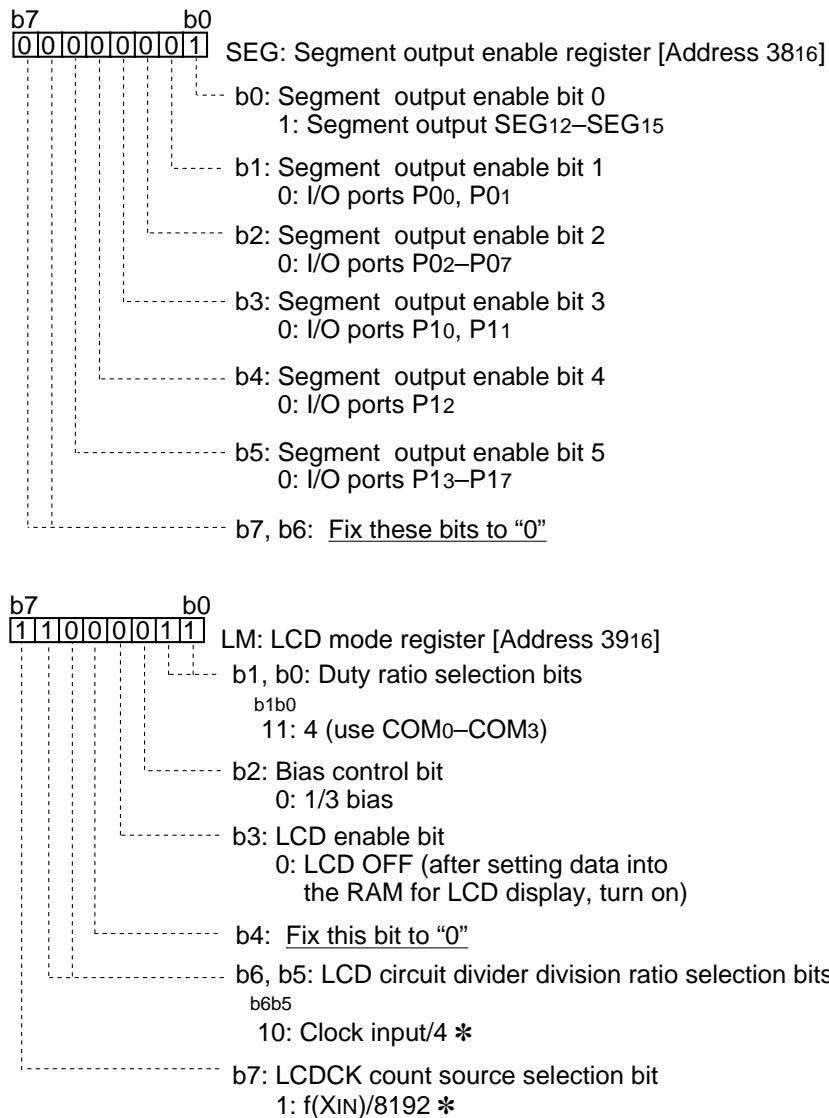 b7 b0
0 0 0 0 0 0 0 1 SEG: Segment output enable register [Address 3816]
b0: Segment output enable bit 0
1: Segment output SEG12–SEG15
b1: Segment output enable bit 1
0: I/O ports P00, P01
b2: Segment output enable bit 2
0: I/O ports P02–P07
b3: Segment output enable bit 3
0: I/O ports P10, P11
b4: Segment output enable bit 4
0: I/O ports P12
b5: Segment output enable bit 5
0: I/O ports P13–P17
b7, b6: Fix these bits to “0”
b7 b0
1 1 0 0 0 0 1 1 LM: LCD mode register [Address 3916]
b1, b0: Duty ratio selection bits
b1b0
11: 4 (use COM0–COM3)
b2: Bias control bit
0: 1/3 bias
b3: LCD enable bit
0: LCD OFF (after setting data into
the RAM for LCD display, turn on)
b4: Fix this bit to “0”
b6, b5: LCD circuit divider division ratio selection bits
b6b5
10: Clock input/4 ✽
b7: LCDCK count source selection bit
1: f(XIN)/8192 ✽